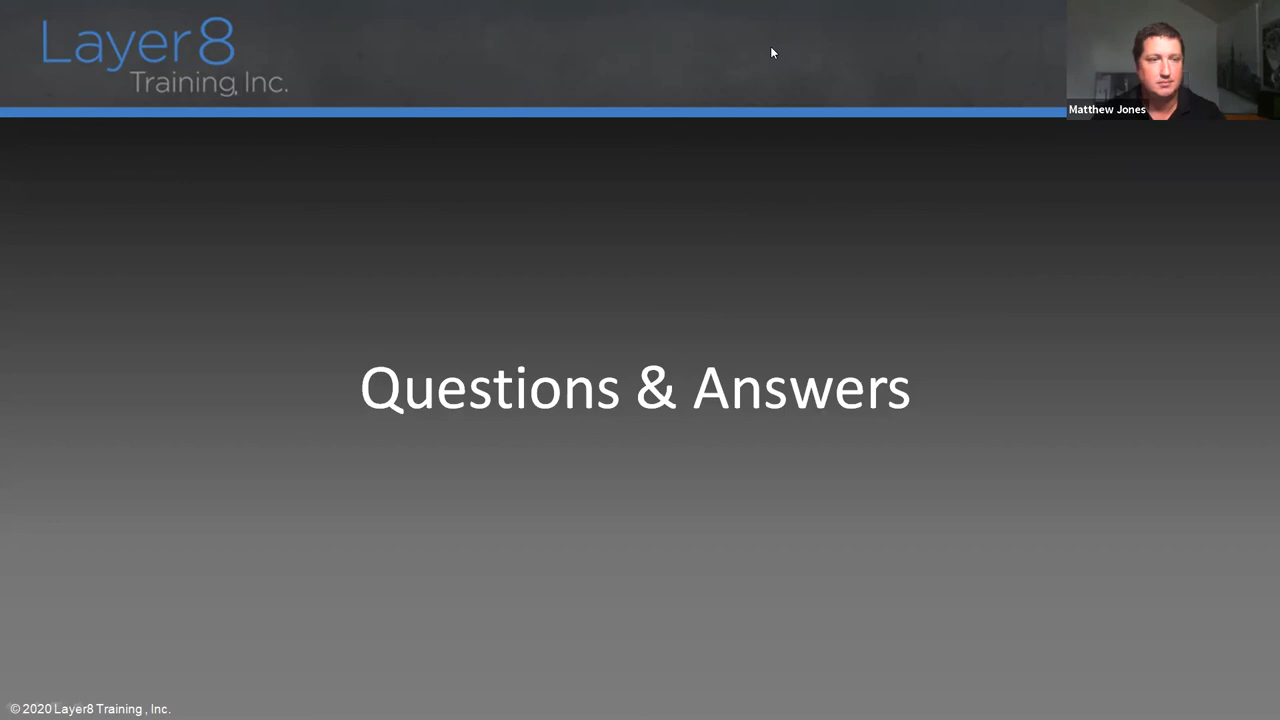 Layer8
Training, Inc.
Matthew Jones
Questions & Answers
© 2020 Layer8 Training , Inc.